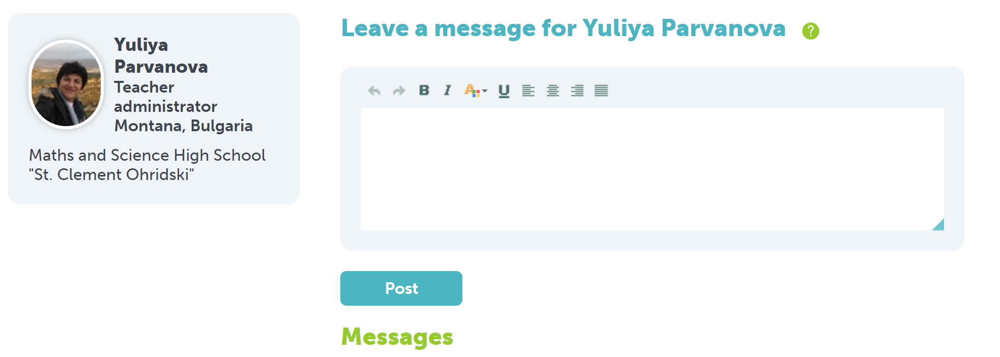 Yuliya
Parvanova
Teacher
administrator
Montana, Bulgaria
Maths and Science High School
"St. Clement Ohridski"
Leave a message for Yuliya Parvanova ?
B I A U
Post
Messages